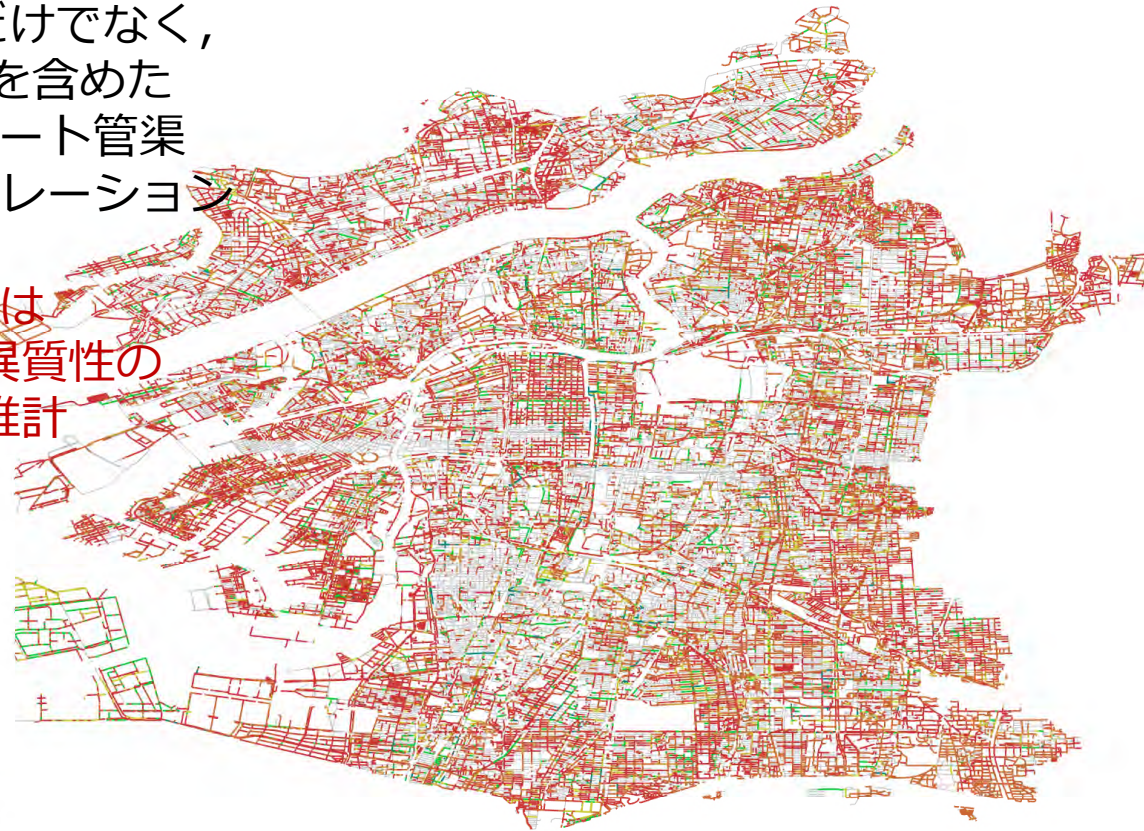 だけでなく,
を含めた
ート管渠
レーション
は
異質性の
推計